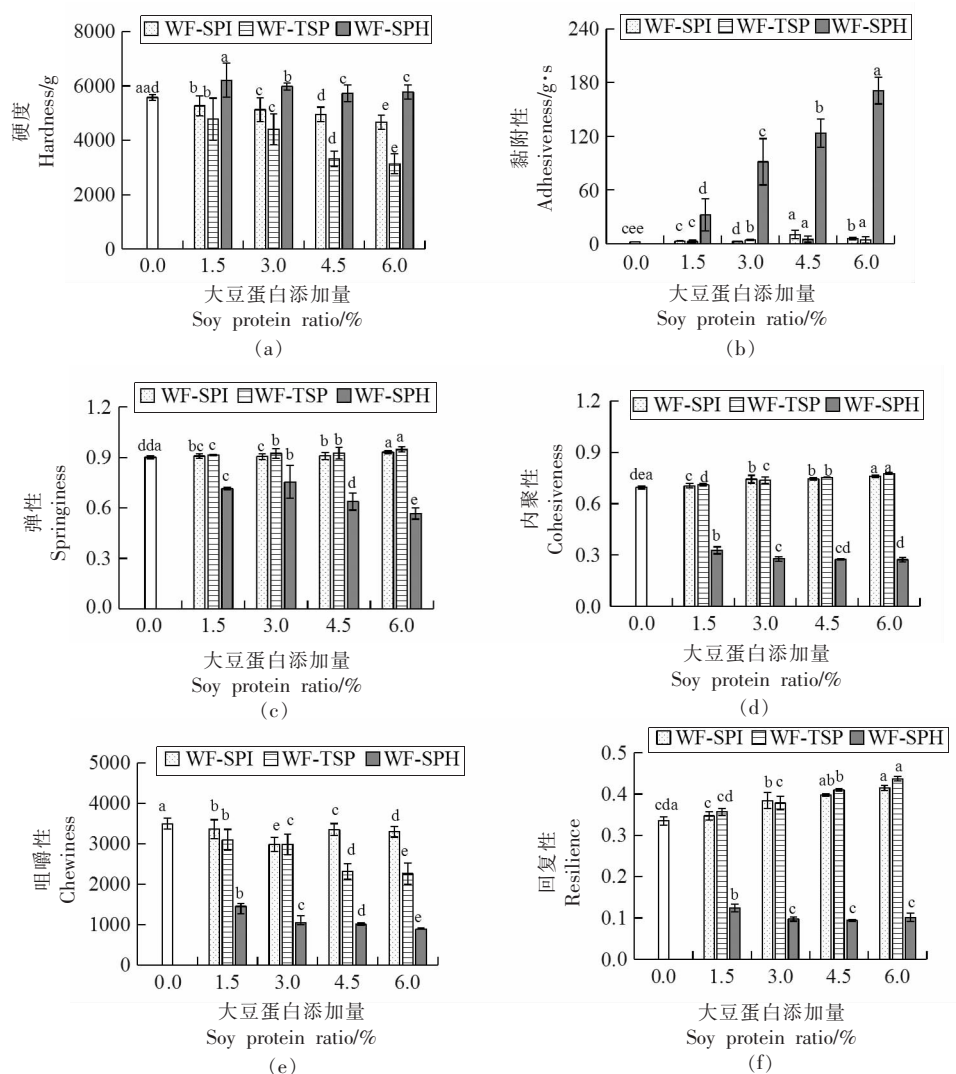 WF-SPI WF-TSP WF-SPH
8000
6000
4000
2000
0
硬度
Hardness/g
aad
b b a
c c b
d d c
e e c
0.0 1.5 3.0 4.5 6.0
大豆蛋白添加量
Soy protein ratio/%
(a)
WF-SPI WF-TSP WF-SPH
240
180
120
60
0
黏附性
Adhesiveness/g·s
cee
c c d
d c c
a a b
b a a
0.0 1.5 3.0 4.5 6.0
大豆蛋白添加量
Soy protein ratio/%
(b)
WF-SPI WF-TSP WF-SPH
1.2
0.9
0.6
0.3
0.0
弹性
Springiness
dda
bc c c
c b b
b b d
a a e
0.0 1.5 3.0 4.5 6.0
大豆蛋白添加量
Soy protein ratio/%
(c)
WF-SPI WF-TSP WF-SPH
1.2
0.9
0.6
0.3
0.0
内聚性
Cohesiveness
dea
c d b
b c c
b b cd
a a d
0.0 1.5 3.0 4.5 6.0
大豆蛋白添加量
Soy protein ratio/%
(d)
WF-SPI WF-TSP WF-SPH
5000
4000
3000
2000
1000
0
咀嚼性
Chewiness
a
b b b
e c c
c d d
d e e
0.0 1.5 3.0 4.5 6.0
大豆蛋白添加量
Soy protein ratio/%
(e)
WF-SPI WF-TSP WF-SPH
0.5
0.4
0.3
0.2
0.1
0.0
回复性
Resilience
cda
c cd b
b c c
ab b c
a a c
0.0 1.5 3.0 4.5 6.0
大豆蛋白添加量
Soy protein ratio/%
(f)